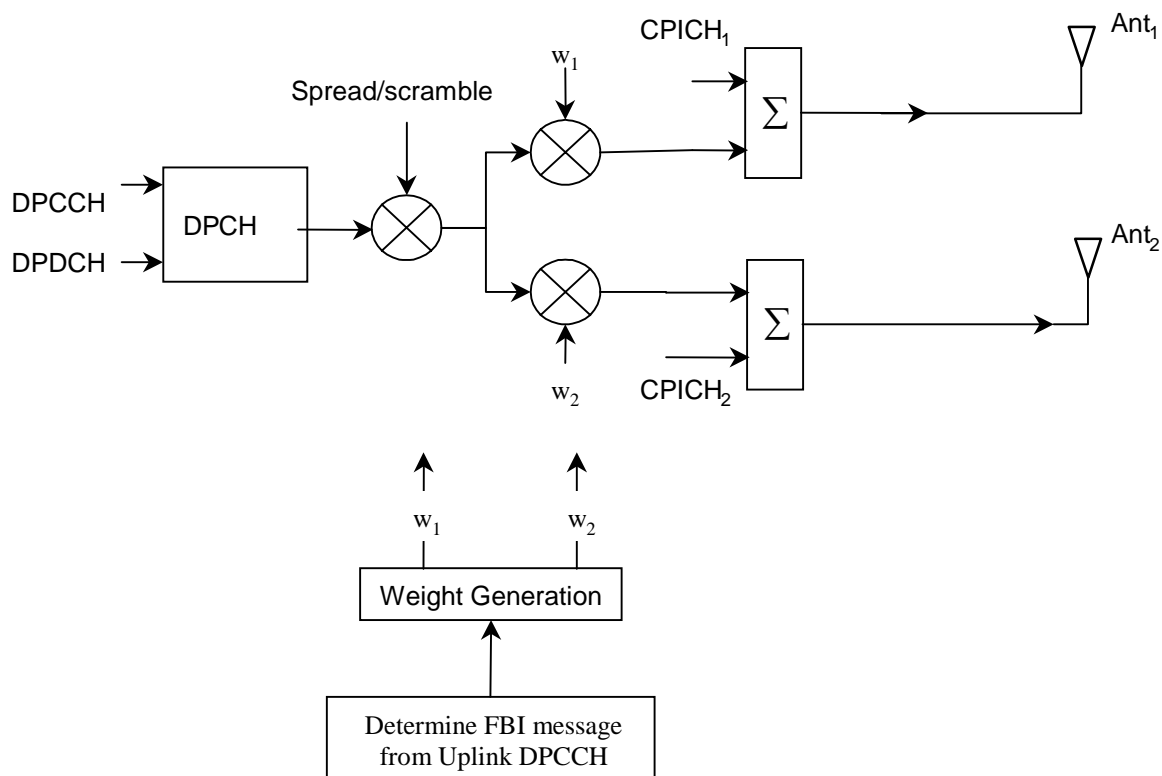 Ant₁
CPICH₁
w₁
Spread/scramble
Σ
DPCCH
DPCH
DPDCH
Ant₂
Σ
w₂
CPICH₂
w₁
w₂
Weight Generation
Determine FBI message
from Uplink DPCCH